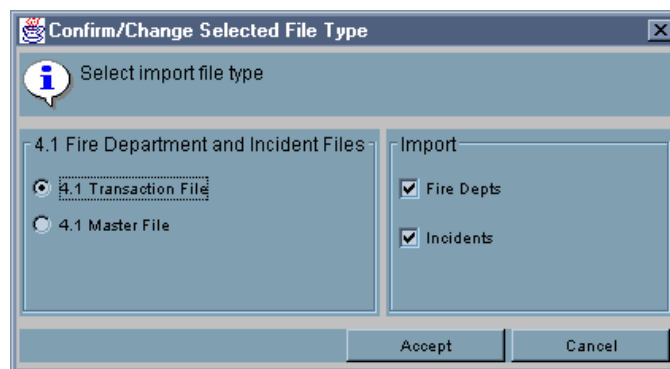 Confirm/Change Selected File Type
Select import file type
4.1 Fire Department and Incident Files
4.1 Transaction File
4.1 Master File
Import
Fire Depts
Incidents
Accept
Cancel